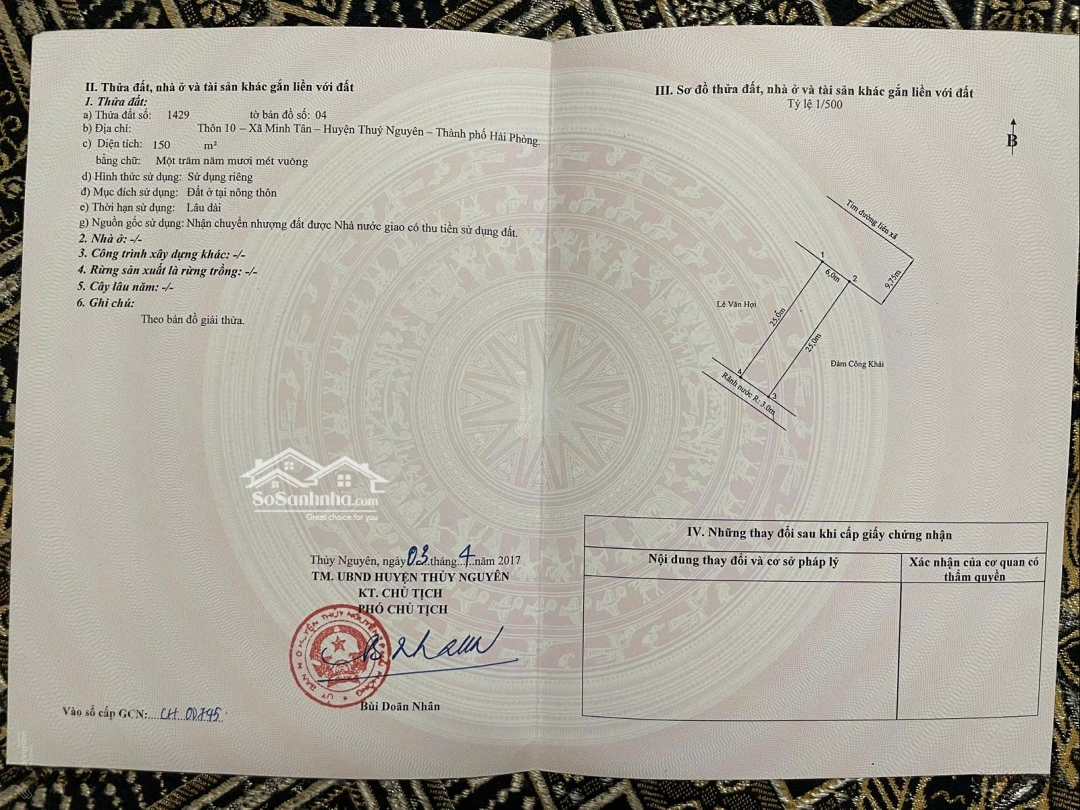 II. Thửa đất, nhà ở và tài sản khác gắn liền với đất
1. Thửa đất:
a) Thửa đất số: 1429 tờ bản đồ số: 04
b) Địa chỉ: Thôn 10 – Xã Minh Tân – Huyện Thuỷ Nguyên – Thành phố Hải Phòng.
c) Diện tích: 150 m²
bằng chữ: Một trăm năm mươi mét vuông
d) Hình thức sử dụng: Sử dụng riêng
đ) Mục đích sử dụng: Đất ở tại nông thôn
e) Thời hạn sử dụng: Lâu dài
g) Nguồn gốc sử dụng: Nhận chuyển nhượng đất được Nhà nước giao có thu tiền sử dụng đất.
2. Nhà ở: -/-
3. Công trình xây dựng khác: -/-
4. Rừng sản xuất là rừng trồng: -/-
5. Cây lâu năm: -/-
6. Ghi chú:
Theo bản đồ giải thửa.
SoSanhnha.com
Great choice for you
Thủy Nguyên, ngày 03 tháng 4 năm 2017
TM. UBND HUYỆN THỦY NGUYÊN
KT. CHỦ TỊCH
PHÓ CHỦ TỊCH
Bùi Doãn Nhân
Vào sổ cấp GCN:....CH 00745
III. Sơ đồ thửa đất, nhà ở và tài sản khác gắn liền với đất
Tỷ lệ 1/500
B
Tim đường liên xã
9,75m
1
6,0m
2
Lê Văn Hợi
25,0m
25,0m
Đàm Công Khải
4
3
Rãnh nước R: 3.0m
IV. Những thay đổi sau khi cấp giấy chứng nhận
Nội dung thay đổi và cơ sở pháp lý
Xác nhận của cơ quan có
thẩm quyền